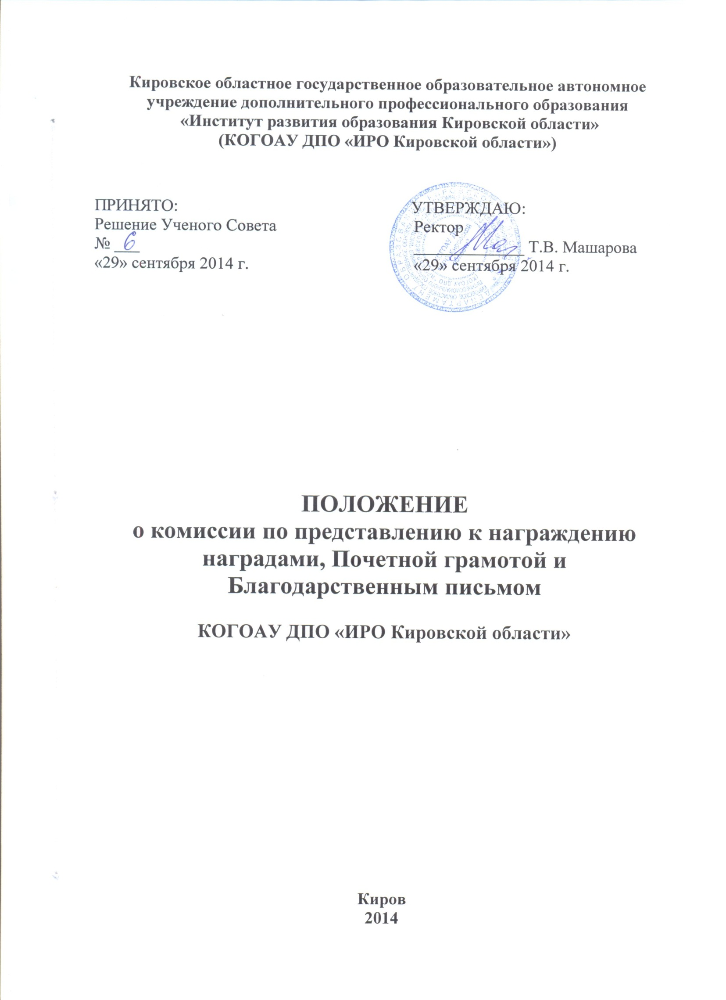 Кировское областное государственное образовательное автономное
учреждение дополнительного профессионального образования
«Институт развития образования Кировской области»
(КОГОАУ ДПО «ИРО Кировской области»)
ПРИНЯТО:
Решение Ученого Совета
№ 6
«29» сентября 2014 г.
УТВЕРЖДАЮ:
Ректор
Т.В. Машарова
«29» сентября 2014 г.
ПОЛОЖЕНИЕ
о комиссии по представлению к награждению
наградами, Почетной грамотой и
Благодарственным письмом
КОГОАУ ДПО «ИРО Кировской области»
Киров
2014